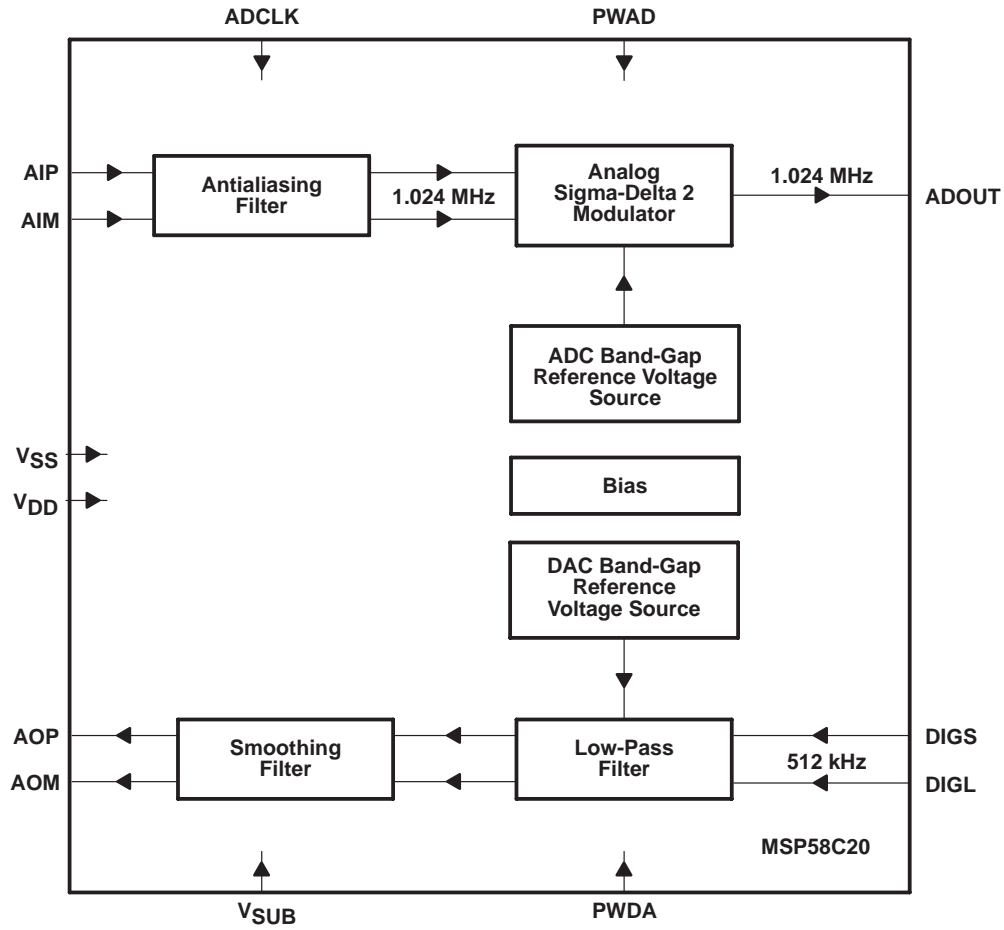 ADCLK
PWAD
AIP
AIM
Antialiasing
Filter
1.024 MHz
Analog
Sigma-Delta 2
Modulator
1.024 MHz
ADOUT
ADC Band-Gap
Reference Voltage
Source
VSS
VDD
Bias
DAC Band-Gap
Reference
Voltage Source
AOP
AOM
Smoothing
Filter
Low-Pass
Filter
512 kHz
DIGS
DIGL
MSP58C20
VSUB
PWDA